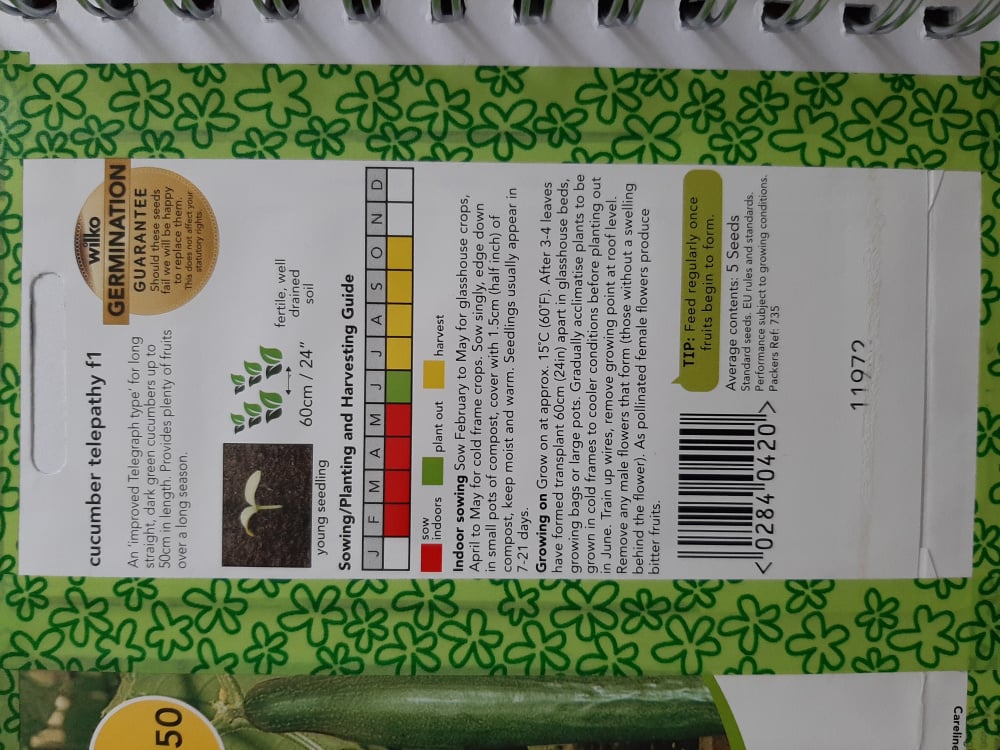 cucumber telepathy f1
An 'improved Telegraph type' for long
straight, dark green cucumbers up to
50cm in length. Provides plenty of fruits
over a long season.
wilko
GERMINATION
GUARANTEE
Should these seeds
fail we will be happy
to replace them.
This does not affect your
statutory rights.
young seedling
60cm / 24"
fertile, well
drained
soil
Sowing/Planting and Harvesting Guide
J F M A M J J A S O N D
sow
indoors
plant out
harvest
Indoor sowing Sow February to May for glasshouse crops,
April to May for cold frame crops. Sow singly, edge down
in small pots of compost, cover with 1.5cm (half inch) of
compost, keep moist and warm. Seedlings usually appear in
7-21 days.
Growing on Grow on at approx. 15°C (60°F). After 3-4 leaves
have formed transplant 60cm (24in) apart in glasshouse beds,
growing bags or large pots. Gradually acclimatise plants to be
grown in cold frames to cooler conditions before planting out
in June. Train up wires, remove growing point at roof level.
Remove any male flowers that form (those without a swelling
behind the flower). As pollinated female flowers produce
bitter fruits.
<0284 0420>
TIP: Feed regularly once
fruits begin to form.
Average contents: 5 Seeds
Standard seeds. EU rules and standards.
Performance subject to growing conditions.
Packers Ref: 735
11972
50
Carelin